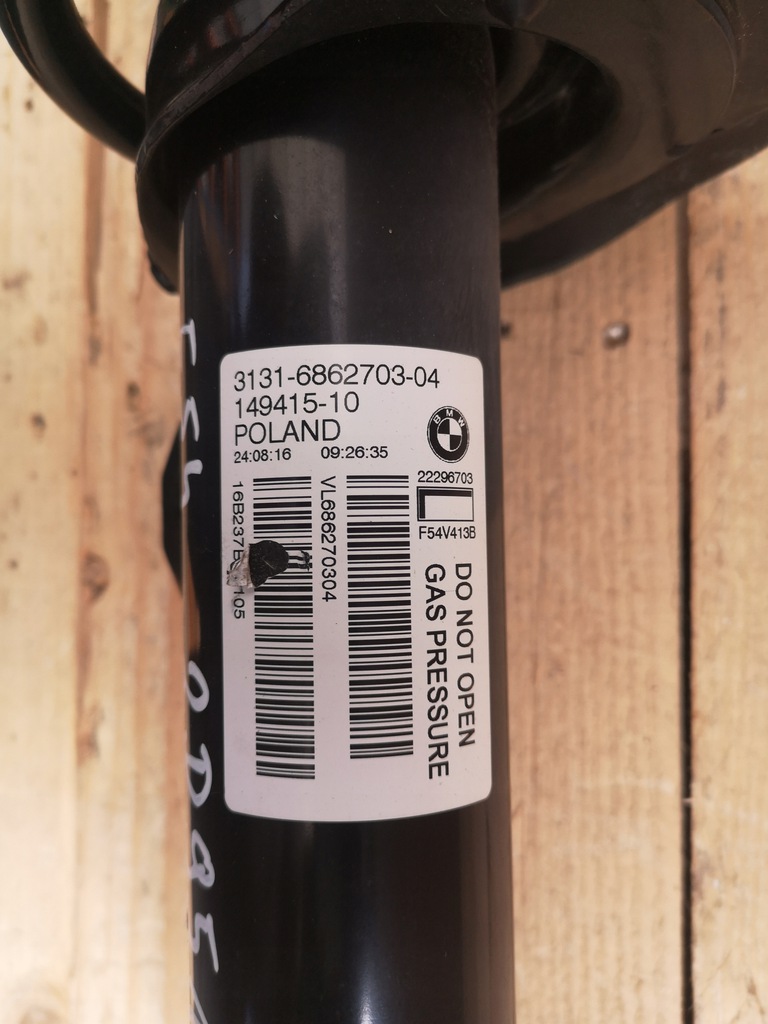 3131-6862703-04
149415-10
POLAND
24:08:16 09:26:35
BMW
22296703
F54V413B
VL686270304
DO NOT OPEN
GAS PRESSURE